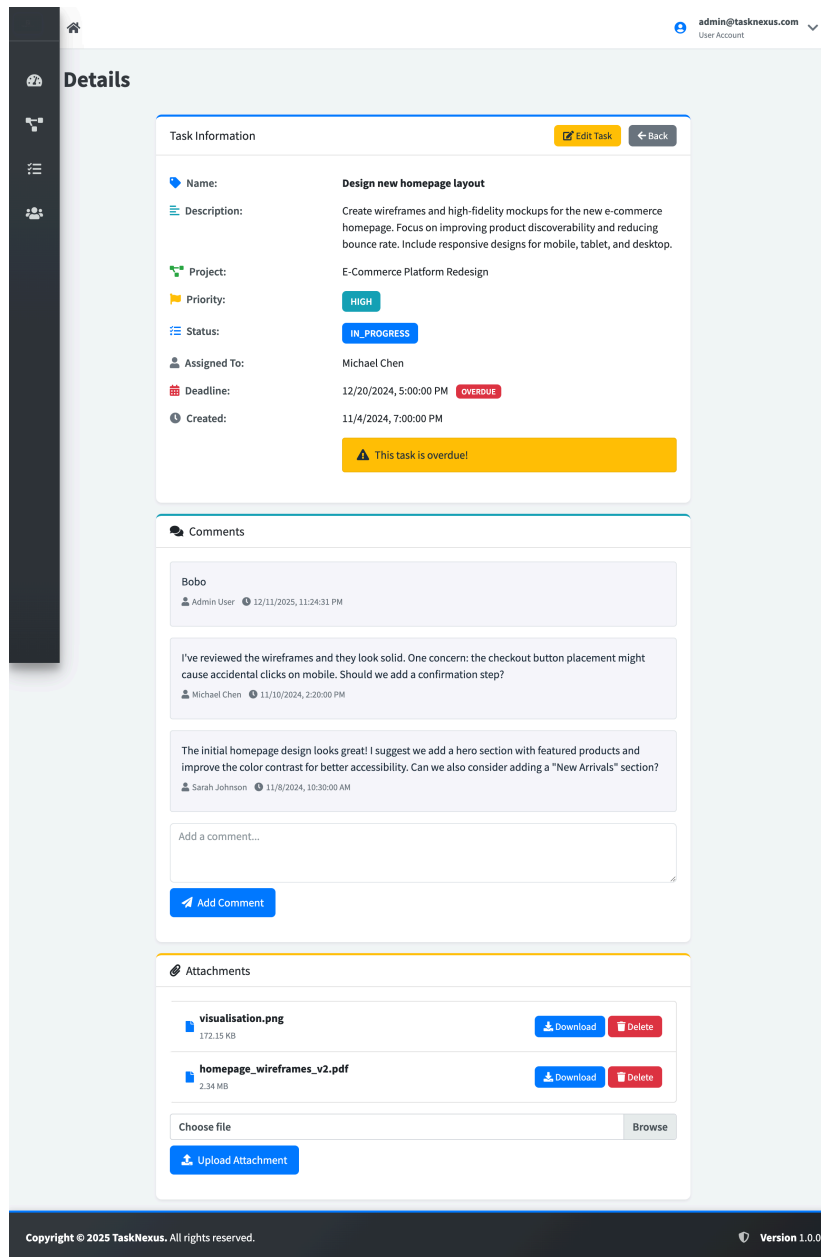 admin@tasknexus.com
User Account
Details
Task Information
Edit Task
Back
Name:
Design new homepage layout
Description:
Create wireframes and high-fidelity mockups for the new e-commerce
homepage. Focus on improving product discoverability and reducing
bounce rate. Include responsive designs for mobile, tablet, and desktop.
Project:
E-Commerce Platform Redesign
Priority:
HIGH
Status:
IN_PROGRESS
Assigned To:
Michael Chen
Deadline:
12/20/2024, 5:00:00 PM OVERDUE
Created:
11/4/2024, 7:00:00 PM
This task is overdue!
Comments
Bobo
Admin User 12/11/2025, 11:24:31 PM
I've reviewed the wireframes and they look solid. One concern: the checkout button placement might
cause accidental clicks on mobile. Should we add a confirmation step?
Michael Chen 11/10/2024, 2:20:00 PM
The initial homepage design looks great! I suggest we add a hero section with featured products and
improve the color contrast for better accessibility. Can we also consider adding a "New Arrivals" section?
Sarah Johnson 11/8/2024, 10:30:00 AM
Add a comment...
Add Comment
Attachments
visualisation.png
172.15 KB
Download
Delete
homepage_wireframes_v2.pdf
2.34 MB
Download
Delete
Choose file
Browse
Upload Attachment
Copyright © 2025 TaskNexus. All rights reserved.
Version 1.0.0